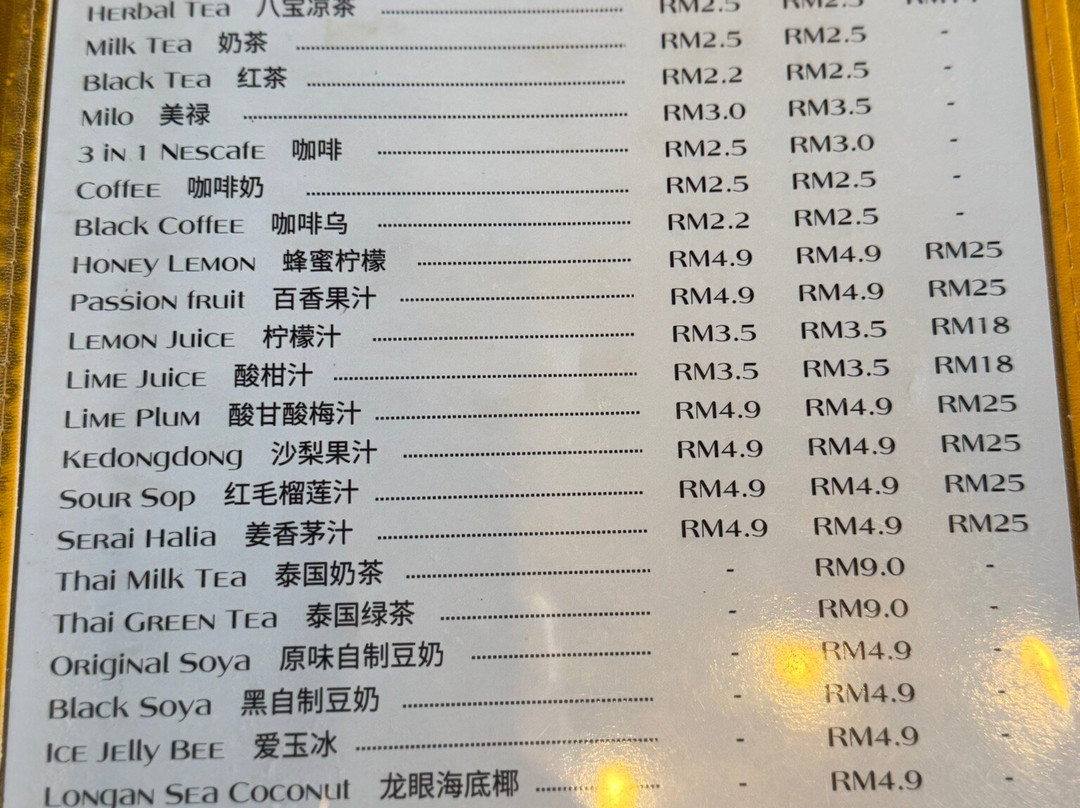 Herbal Tea 八宝凉茶 RM2.5 RM2.5
Milk Tea 奶茶 RM2.5 RM2.5 -
Black Tea 红茶 RM2.2 RM2.5 -
Milo 美禄 RM3.0 RM3.5 -
3 in 1 Nescafe 咖啡 RM2.5 RM3.0 -
Coffee 咖啡奶 RM2.5 RM2.5 -
Black Coffee 咖啡乌 RM2.2 RM2.5 -
Honey Lemon 蜂蜜柠檬 RM4.9 RM4.9 RM25
Passion fruit 百香果汁 RM4.9 RM4.9 RM25
Lemon Juice 柠檬汁 RM3.5 RM3.5 RM18
Lime Juice 酸柑汁 RM3.5 RM3.5 RM18
Lime Plum 酸甘酸梅汁 RM4.9 RM4.9 RM25
Kedongdong 沙梨果汁 RM4.9 RM4.9 RM25
Sour Sop 红毛榴莲汁 RM4.9 RM4.9 RM25
Serai Halia 姜香茅汁 RM4.9 RM4.9 RM25
Thai Milk Tea 泰国奶茶 - RM9.0 -
Thai Green Tea 泰国绿茶 - RM9.0 -
Original Soya 原味自制豆奶 - RM4.9 -
Black Soya 黑自制豆奶 - RM4.9 -
Ice Jelly Bee 爱玉冰 - RM4.9 -
Longan Sea Coconut 龙眼海底椰 - RM4.9 -